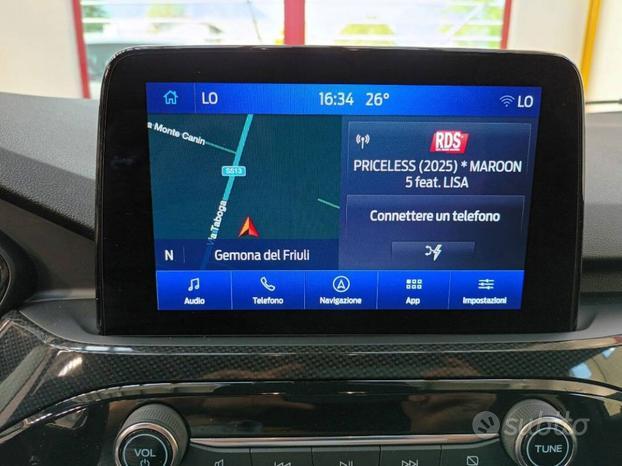 LO 16:34 26° LO
a Monte Canin
SS13
Via Taboga
RDS
PRICELESS (2025) * MAROON
5 feat. LISA
Connettere un telefono
N Gemona del Friuli
Audio Telefono Navigazione App Impostazioni
VOL
TUNE
subito